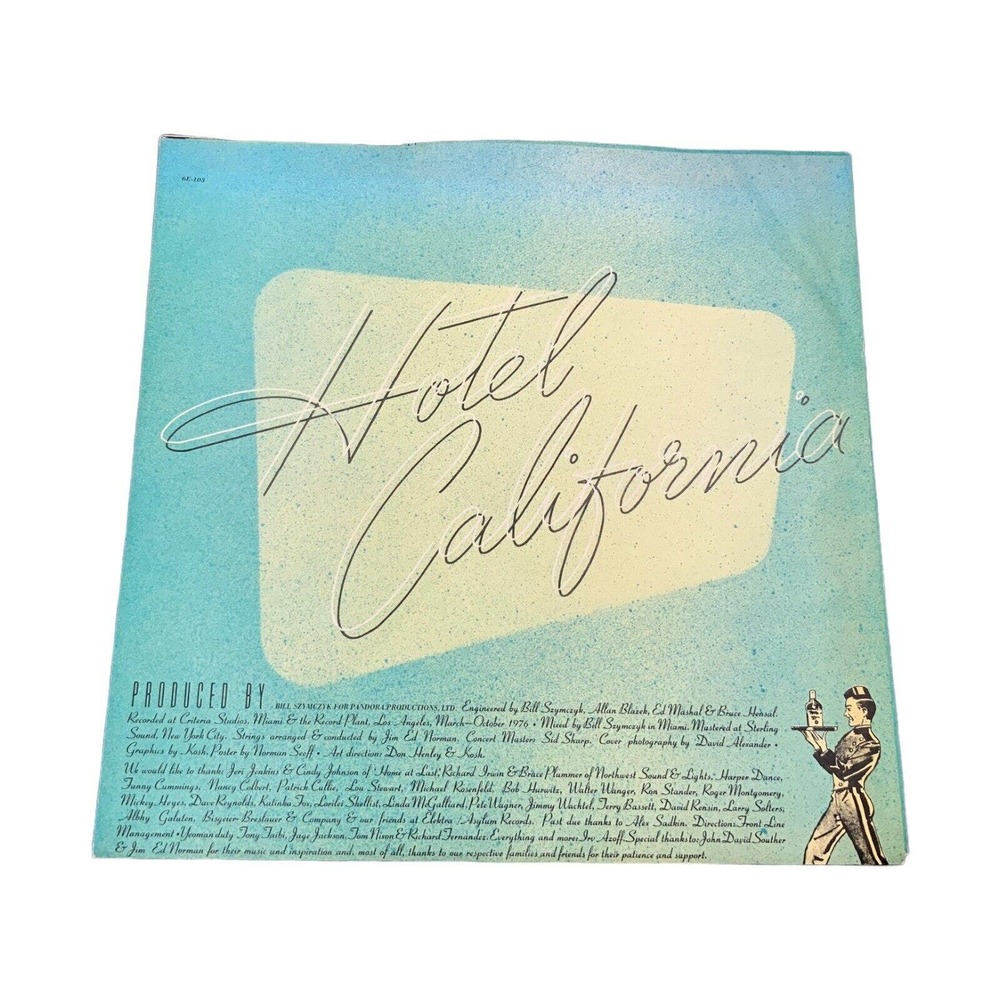 6E-103
Hotel
California
PRODUCED BY BILL SZYMCZYK FOR PANDORA PRODUCTIONS, LTD. Engineered by Bill Szymczyk, Allan Blazek, Ed Mashal & Bruce Hensal.
Recorded at Criteria Studios, Miami & the Record Plant, Los Angeles, March–October 1976 • Mixed by Bill Szymczyk in Miami. Mastered at Sterling
Sound, New York City. Strings arranged & conducted by Jim Ed Norman, Concert Master: Sid Sharp. Cover photography by David Alexander •
Graphics by Kosh. Poster by Norman Seeff • Art direction: Don Henley & Kosh.
We would like to thank: Jeri Jenkins & Cindy Johnson of 'Home at Last', Richard Irwin & Brace Plummer of Northwest Sound & Lights, Harper Dance,
Fanny Cummings, Nancy Colbert, Patrick Cullie, Lou Stewart, Michael Rosenfeld, Bob Hurwitz, Walter Wanger, Ron Stander, Roger Montgomery,
Mickey Heyes, Dave Reynolds, Katinka Fos, Lorilei Shellist, Linda McGalliard, Pete Wagner, Jimmy Wachtel, Terry Bassett, David Rensin, Larry Solters,
Albhy Galuten, Bisgeier-Breslauer & Company & our friends at Elektra/Asylum Records. Past due thanks to Alex Sadkin. Direction: Front Line
Management • Yeoman duty: Tony Taibi, Jage Jackson, Tom Nixon & Richard Fernandez. Everything and more: Irv Azoff. Special thanks to: John David Souther
& Jim Ed Norman for their music and inspiration and, most of all, thanks to our respective families and friends for their patience and support.